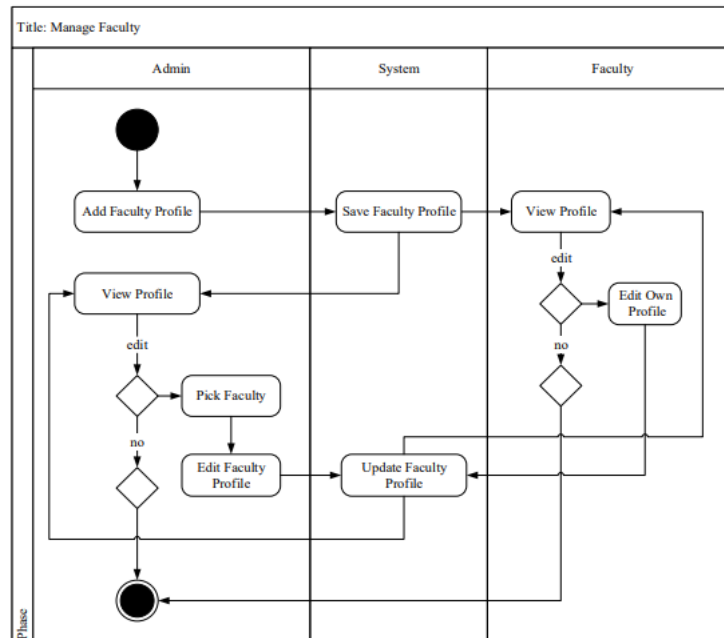 Title: Manage Faculty
Admin
System
Faculty
Add Faculty Profile
Save Faculty Profile
View Profile
edit
View Profile
Edit Own
Profile
edit
no
Pick Faculty
no
Edit Faculty
Profile
Update Faculty
Profile
Phase